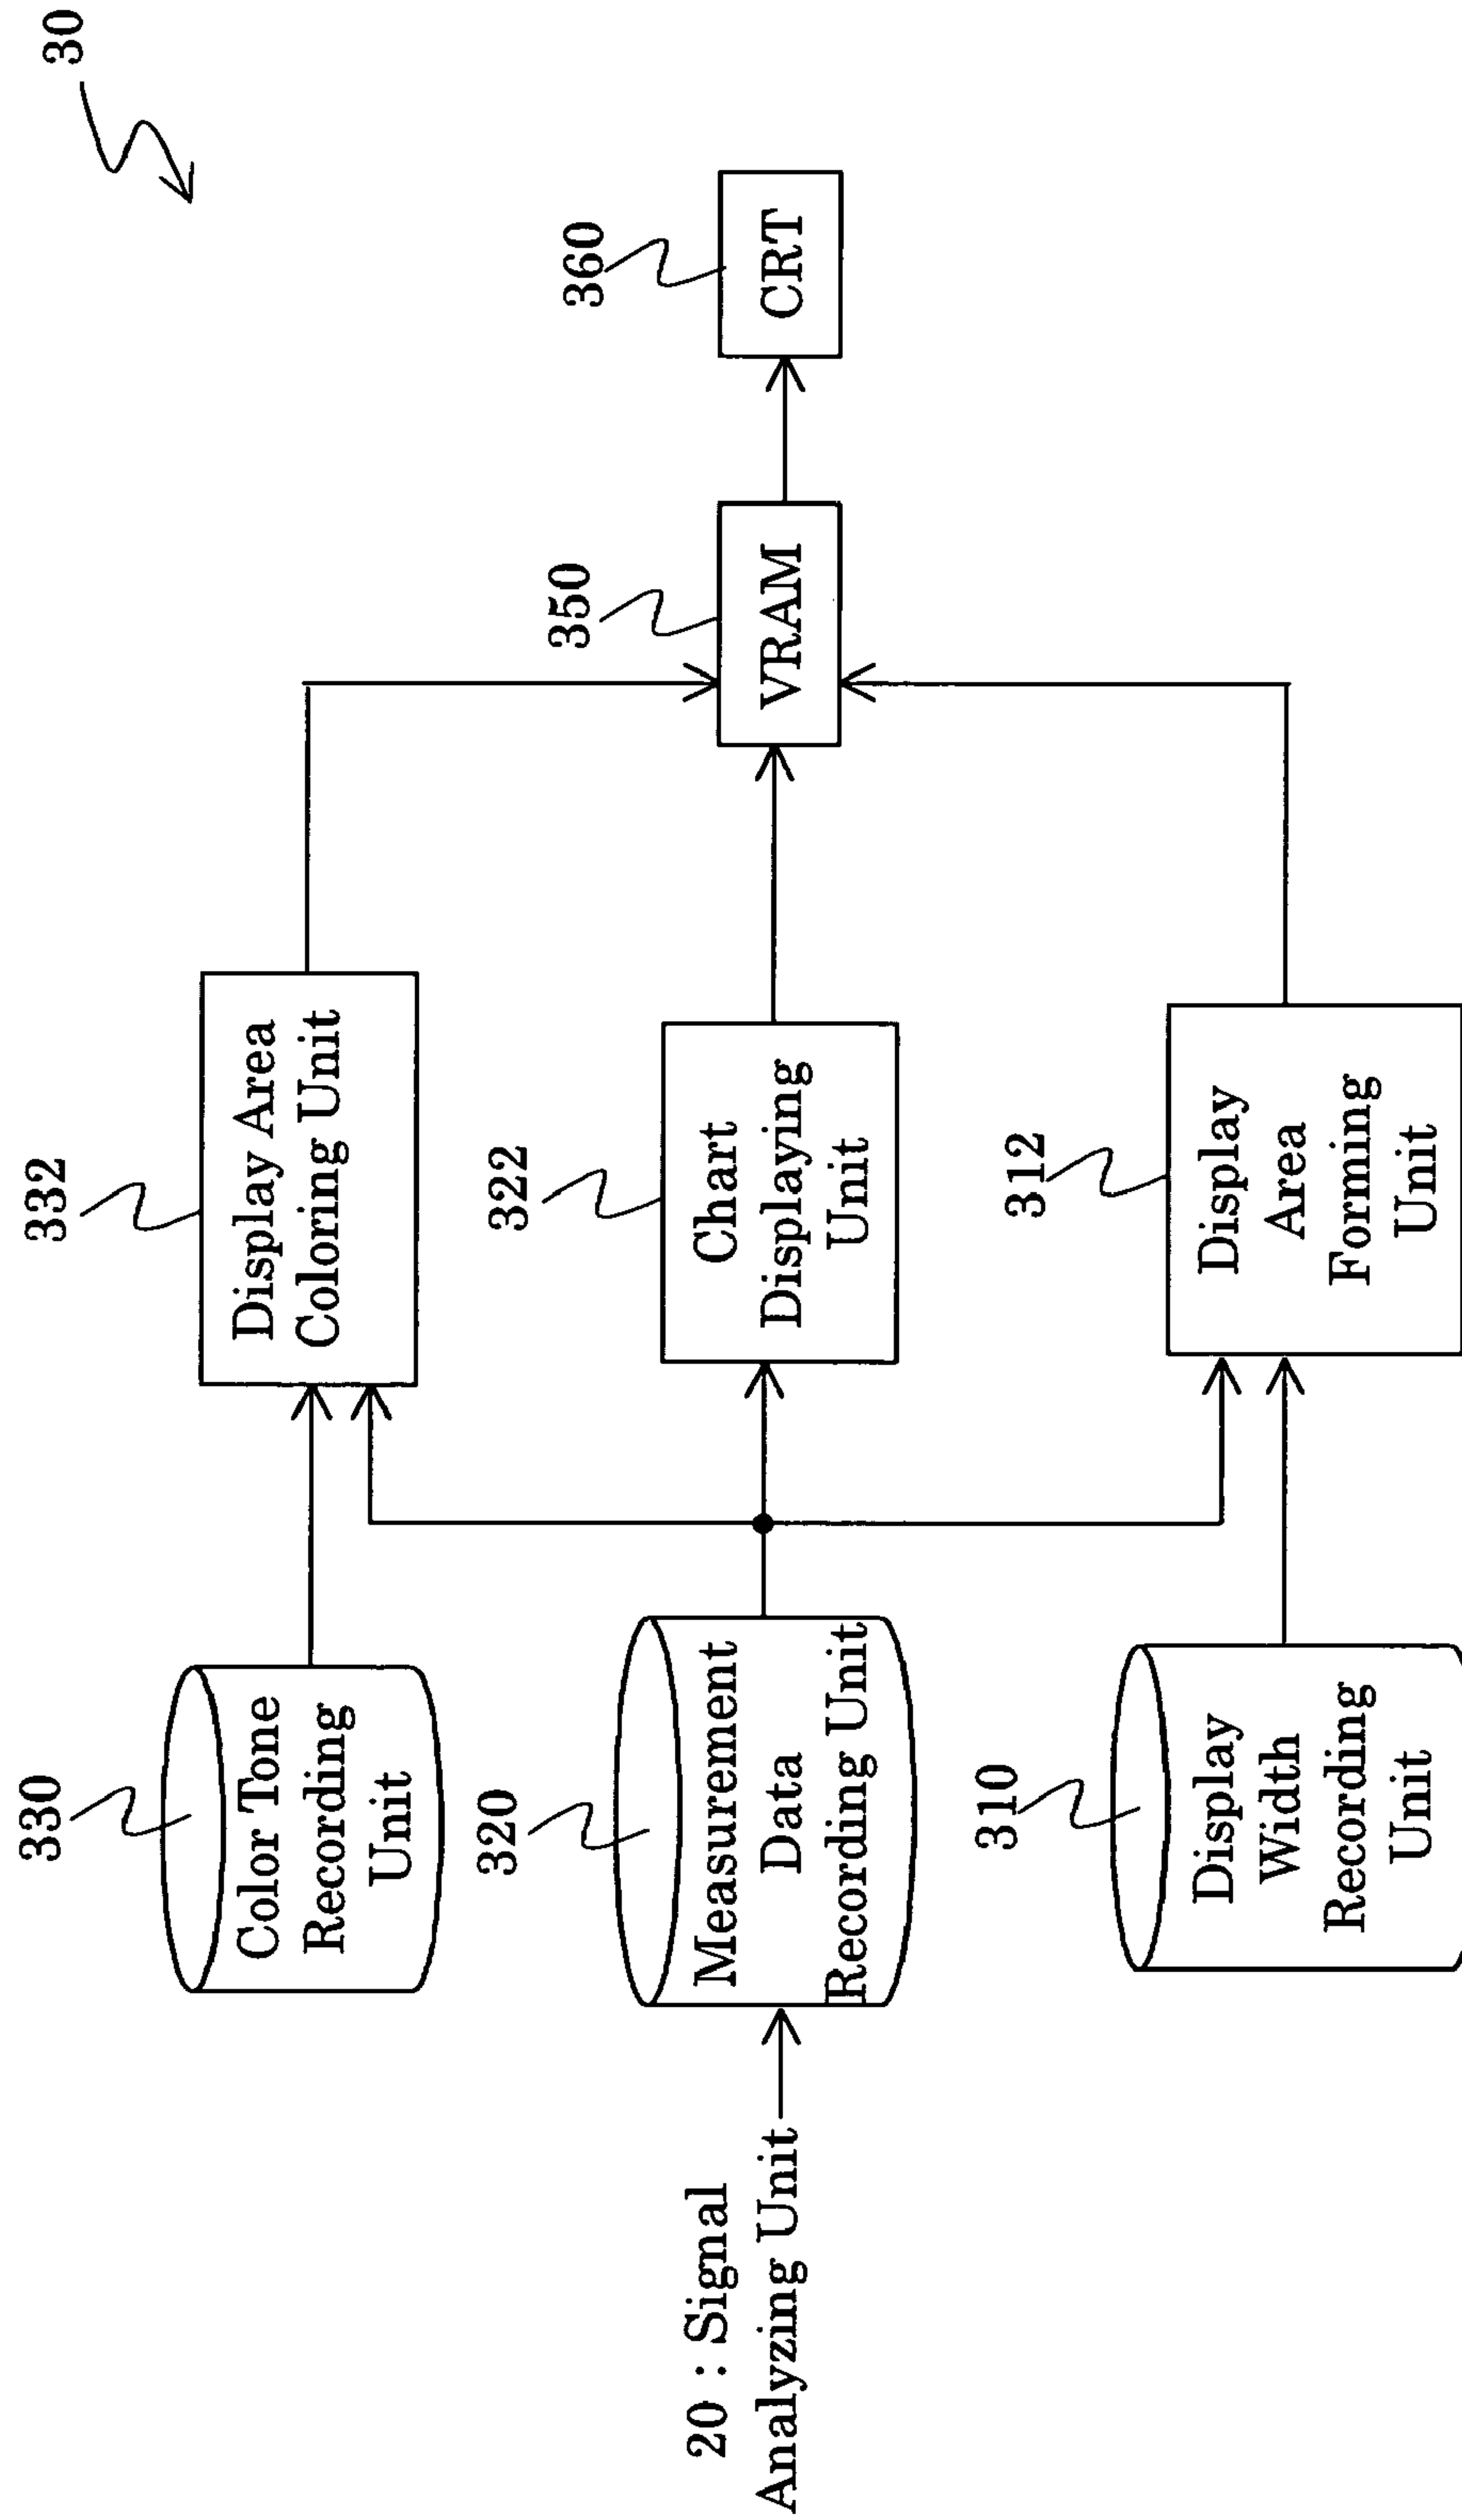 30
330
Color Tone
Recording
Unit
332
Display Area
Coloring Unit
20 : Signal
Analyzing Unit
320
Measurement
Data
Recording Unit
322
Chart
Displaying
Unit
350
VRAM
360
CRT
310
Display
Width
Recording
Unit
312
Display
Area
Forming
Unit